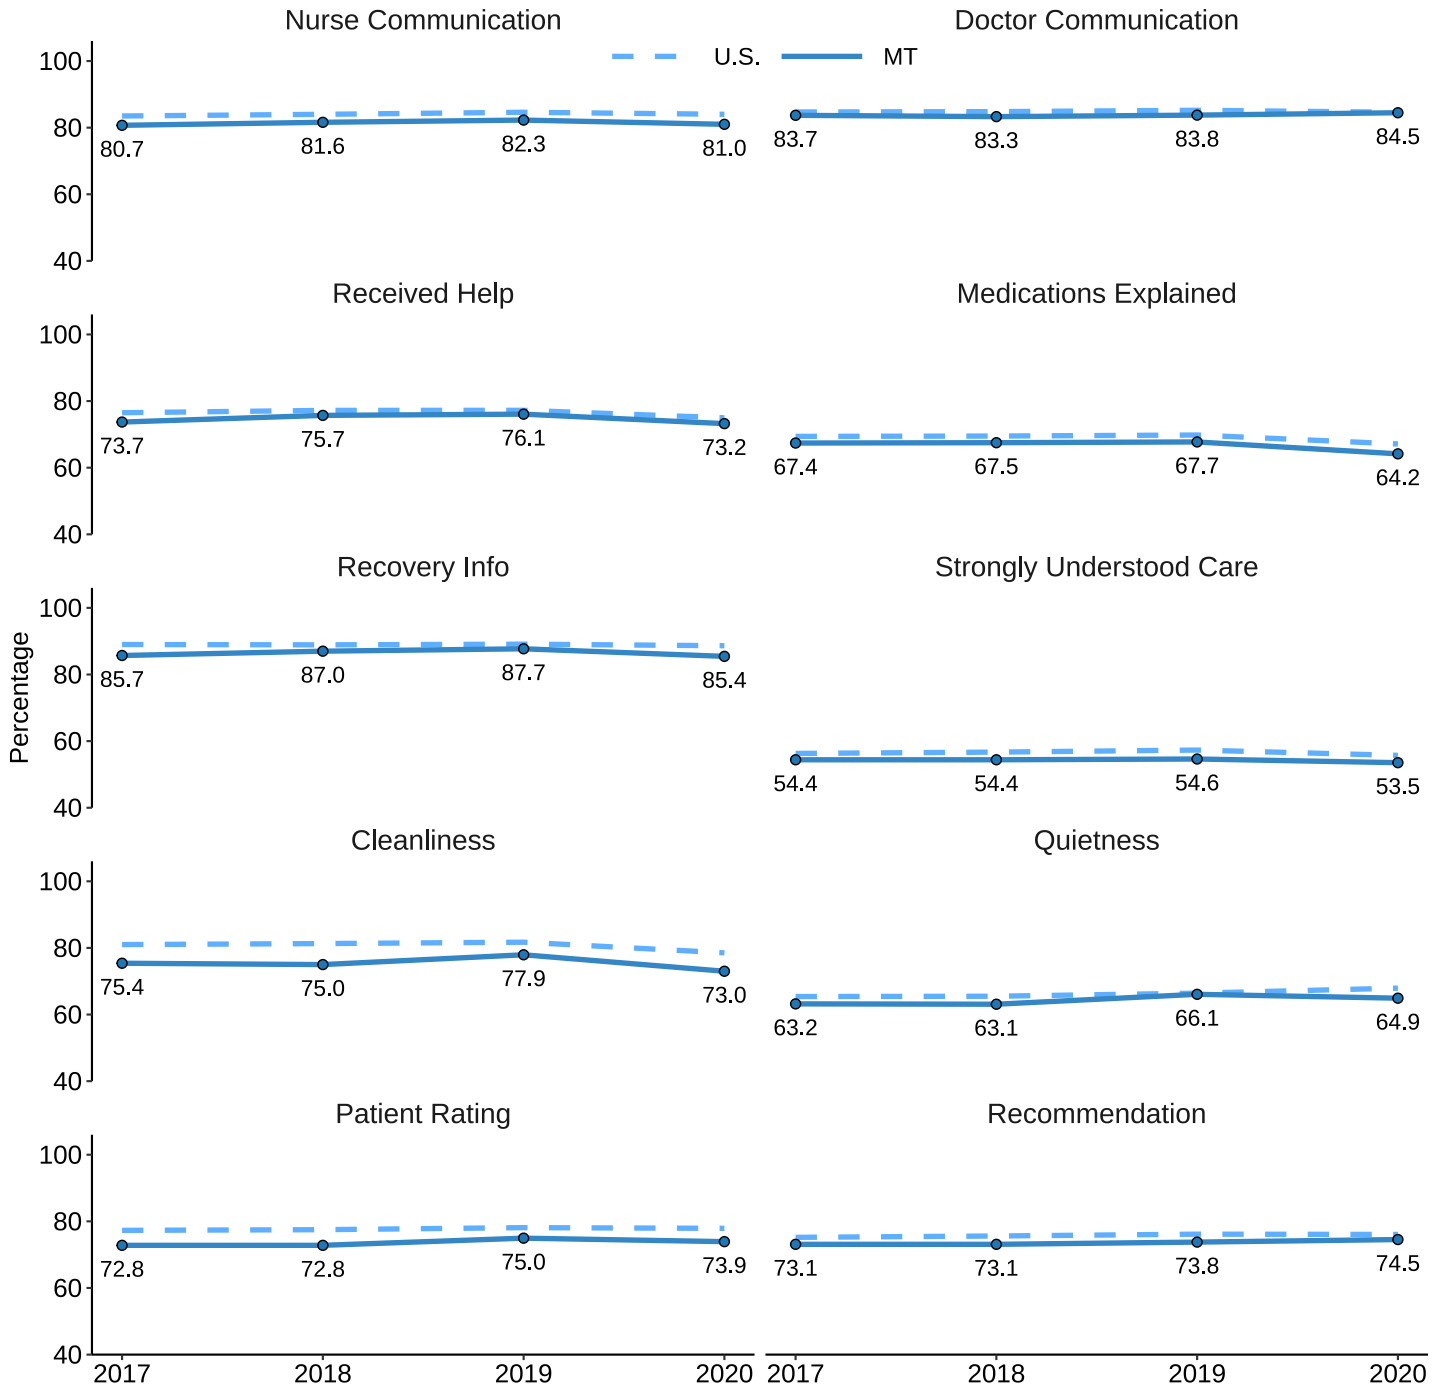 Nurse Communication
Doctor Communication
U.S. MT
100
80
60
40
80.7 81.6 82.3 81.0
83.7 83.3 83.8 84.5
Received Help
Medications Explained
100
80
60
40
73.7 75.7 76.1 73.2
67.4 67.5 67.7 64.2
Recovery Info
Strongly Understood Care
Percentage
100
80
60
40
85.7 87.0 87.7 85.4
54.4 54.4 54.6 53.5
Cleanliness
Quietness
100
80
60
40
75.4 75.0 77.9 73.0
63.2 63.1 66.1 64.9
Patient Rating
Recommendation
100
80
60
40
72.8 72.8 75.0 73.9
73.1 73.1 73.8 74.5
2017 2018 2019 2020
2017 2018 2019 2020